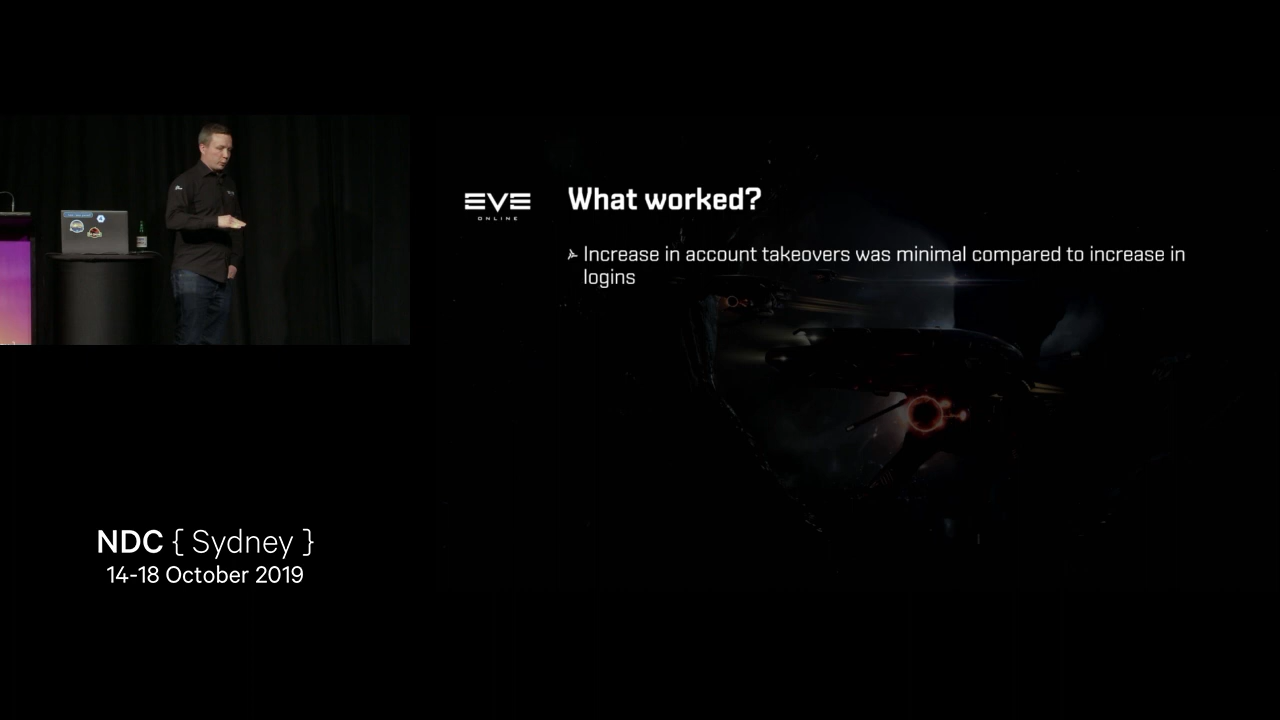 EVE
ONLINE
What worked?
Increase in account takeovers was minimal compared to increase in
logins
NDC { Sydney }
14-18 October 2019